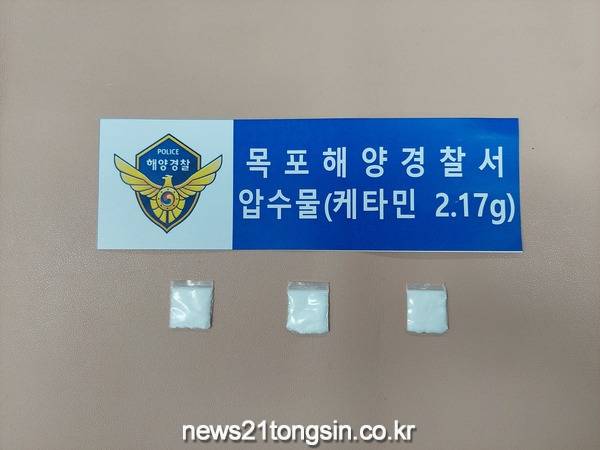 POLICE
해양경찰
목포해양경찰서
압수물(케타민 2.17g)
news21tongsin.co.kr